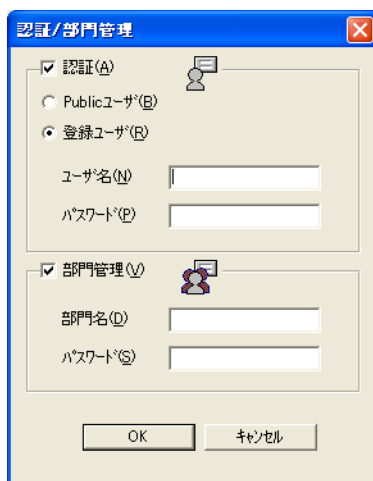 認証/部門管理
認証(A)
Publicユーザ(B)
登録ユーザ(R)
ユーザ名(N)
パスワード(P)
部門管理(V)
部門名(D)
パスワード(S)
OK キャンセル